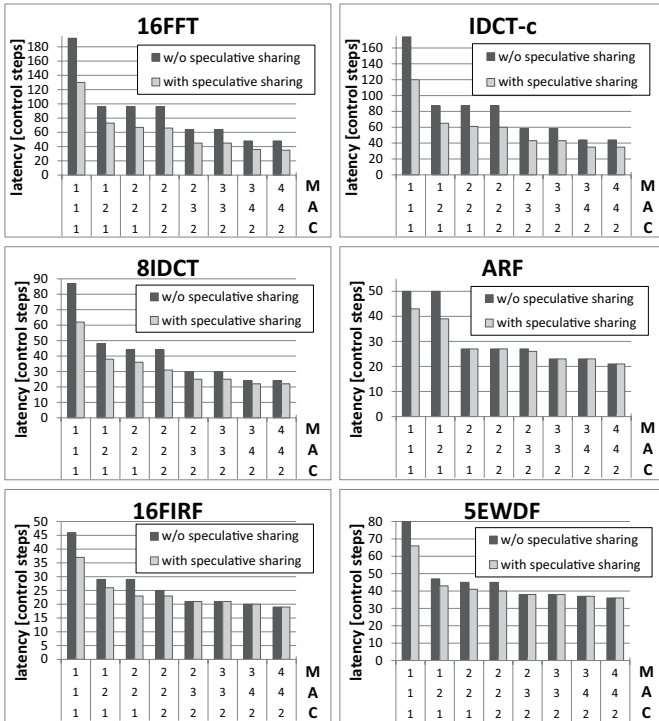 16FFT
latency [control steps]
180
160
140
120
100
80
60
40
20
0
w/o speculative sharing
with speculative sharing
1 1 2 2 2 3 3 4 M
1 2 2 2 3 3 4 4 A
1 1 1 2 2 2 2 2 C
IDCT-c
latency [control steps]
160
140
120
100
80
60
40
20
0
w/o speculative sharing
with speculative sharing
1 1 2 2 2 3 3 4 M
1 2 2 2 3 3 4 4 A
1 1 1 2 2 2 2 2 C
8IDCT
latency [control steps]
90
80
70
60
50
40
30
20
10
0
w/o speculative sharing
with speculative sharing
1 1 2 2 2 3 3 4 M
1 2 2 2 3 3 4 4 A
1 1 1 2 2 2 2 2 C
ARF
latency [control steps]
50
40
30
20
10
0
w/o speculative sharing
with speculative sharing
1 1 2 2 2 3 3 4 M
1 2 2 2 3 3 4 4 A
1 1 1 2 2 2 2 2 C
16FIRF
latency [control steps]
50
45
40
35
30
25
20
15
10
5
0
w/o speculative sharing
with speculative sharing
1 1 2 2 2 3 3 4 M
1 2 2 2 3 3 4 4 A
1 1 1 2 2 2 2 2 C
5EWDF
latency [control steps]
80
70
60
50
40
30
20
10
0
w/o speculative sharing
with speculative sharing
1 1 2 2 2 3 3 4 M
1 2 2 2 3 3 4 4 A
1 1 1 2 2 2 2 2 C